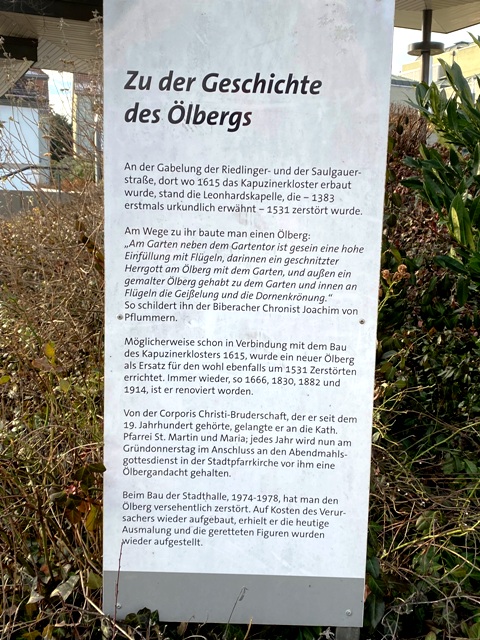 Zu der Geschichte
des Ölbergs
An der Gabelung der Riedlinger- und der Saulgauer-
straße, dort wo 1615 das Kapuzinerkloster erbaut
wurde, stand die Leonhardskapelle, die – 1383
erstmals urkundlich erwähnt – 1531 zerstört wurde.
Am Wege zu ihr baute man einen Ölberg:
„Am Garten neben dem Gartentor ist gesein eine hohe
Einfüllung mit Flügeln, darinnen ein geschnitzter
Herrgott am Ölberg mit dem Garten, und außen ein
gemalter Ölberg gehabt zu dem Garten und innen an
Flügeln die Geißelung und die Dornenkrönung.“
So schildert ihn der Biberacher Chronist Joachim von
Pflummern.
Möglicherweise schon in Verbindung mit dem Bau
des Kapuzinerklosters 1615, wurde ein neuer Ölberg
als Ersatz für den wohl ebenfalls um 1531 Zerstörten
errichtet. Immer wieder, so 1666, 1830, 1882 und
1914, ist er renoviert worden.
Von der Corporis Christi-Bruderschaft, der er seit dem
19. Jahrhundert gehörte, gelangte er an die Kath.
Pfarrei St. Martin und Maria; jedes Jahr wird nun am
Gründonnerstag im Anschluss an den Abendmahls-
gottesdienst in der Stadtpfarrkirche vor ihm eine
Ölbergandacht gehalten.
Beim Bau der Stadthalle, 1974-1978, hat man den
Ölberg versehentlich zerstört. Auf Kosten des Verur-
sachers wieder aufgebaut, erhielt er die heutige
Ausmalung und die geretteten Figuren wurden
wieder aufgestellt.